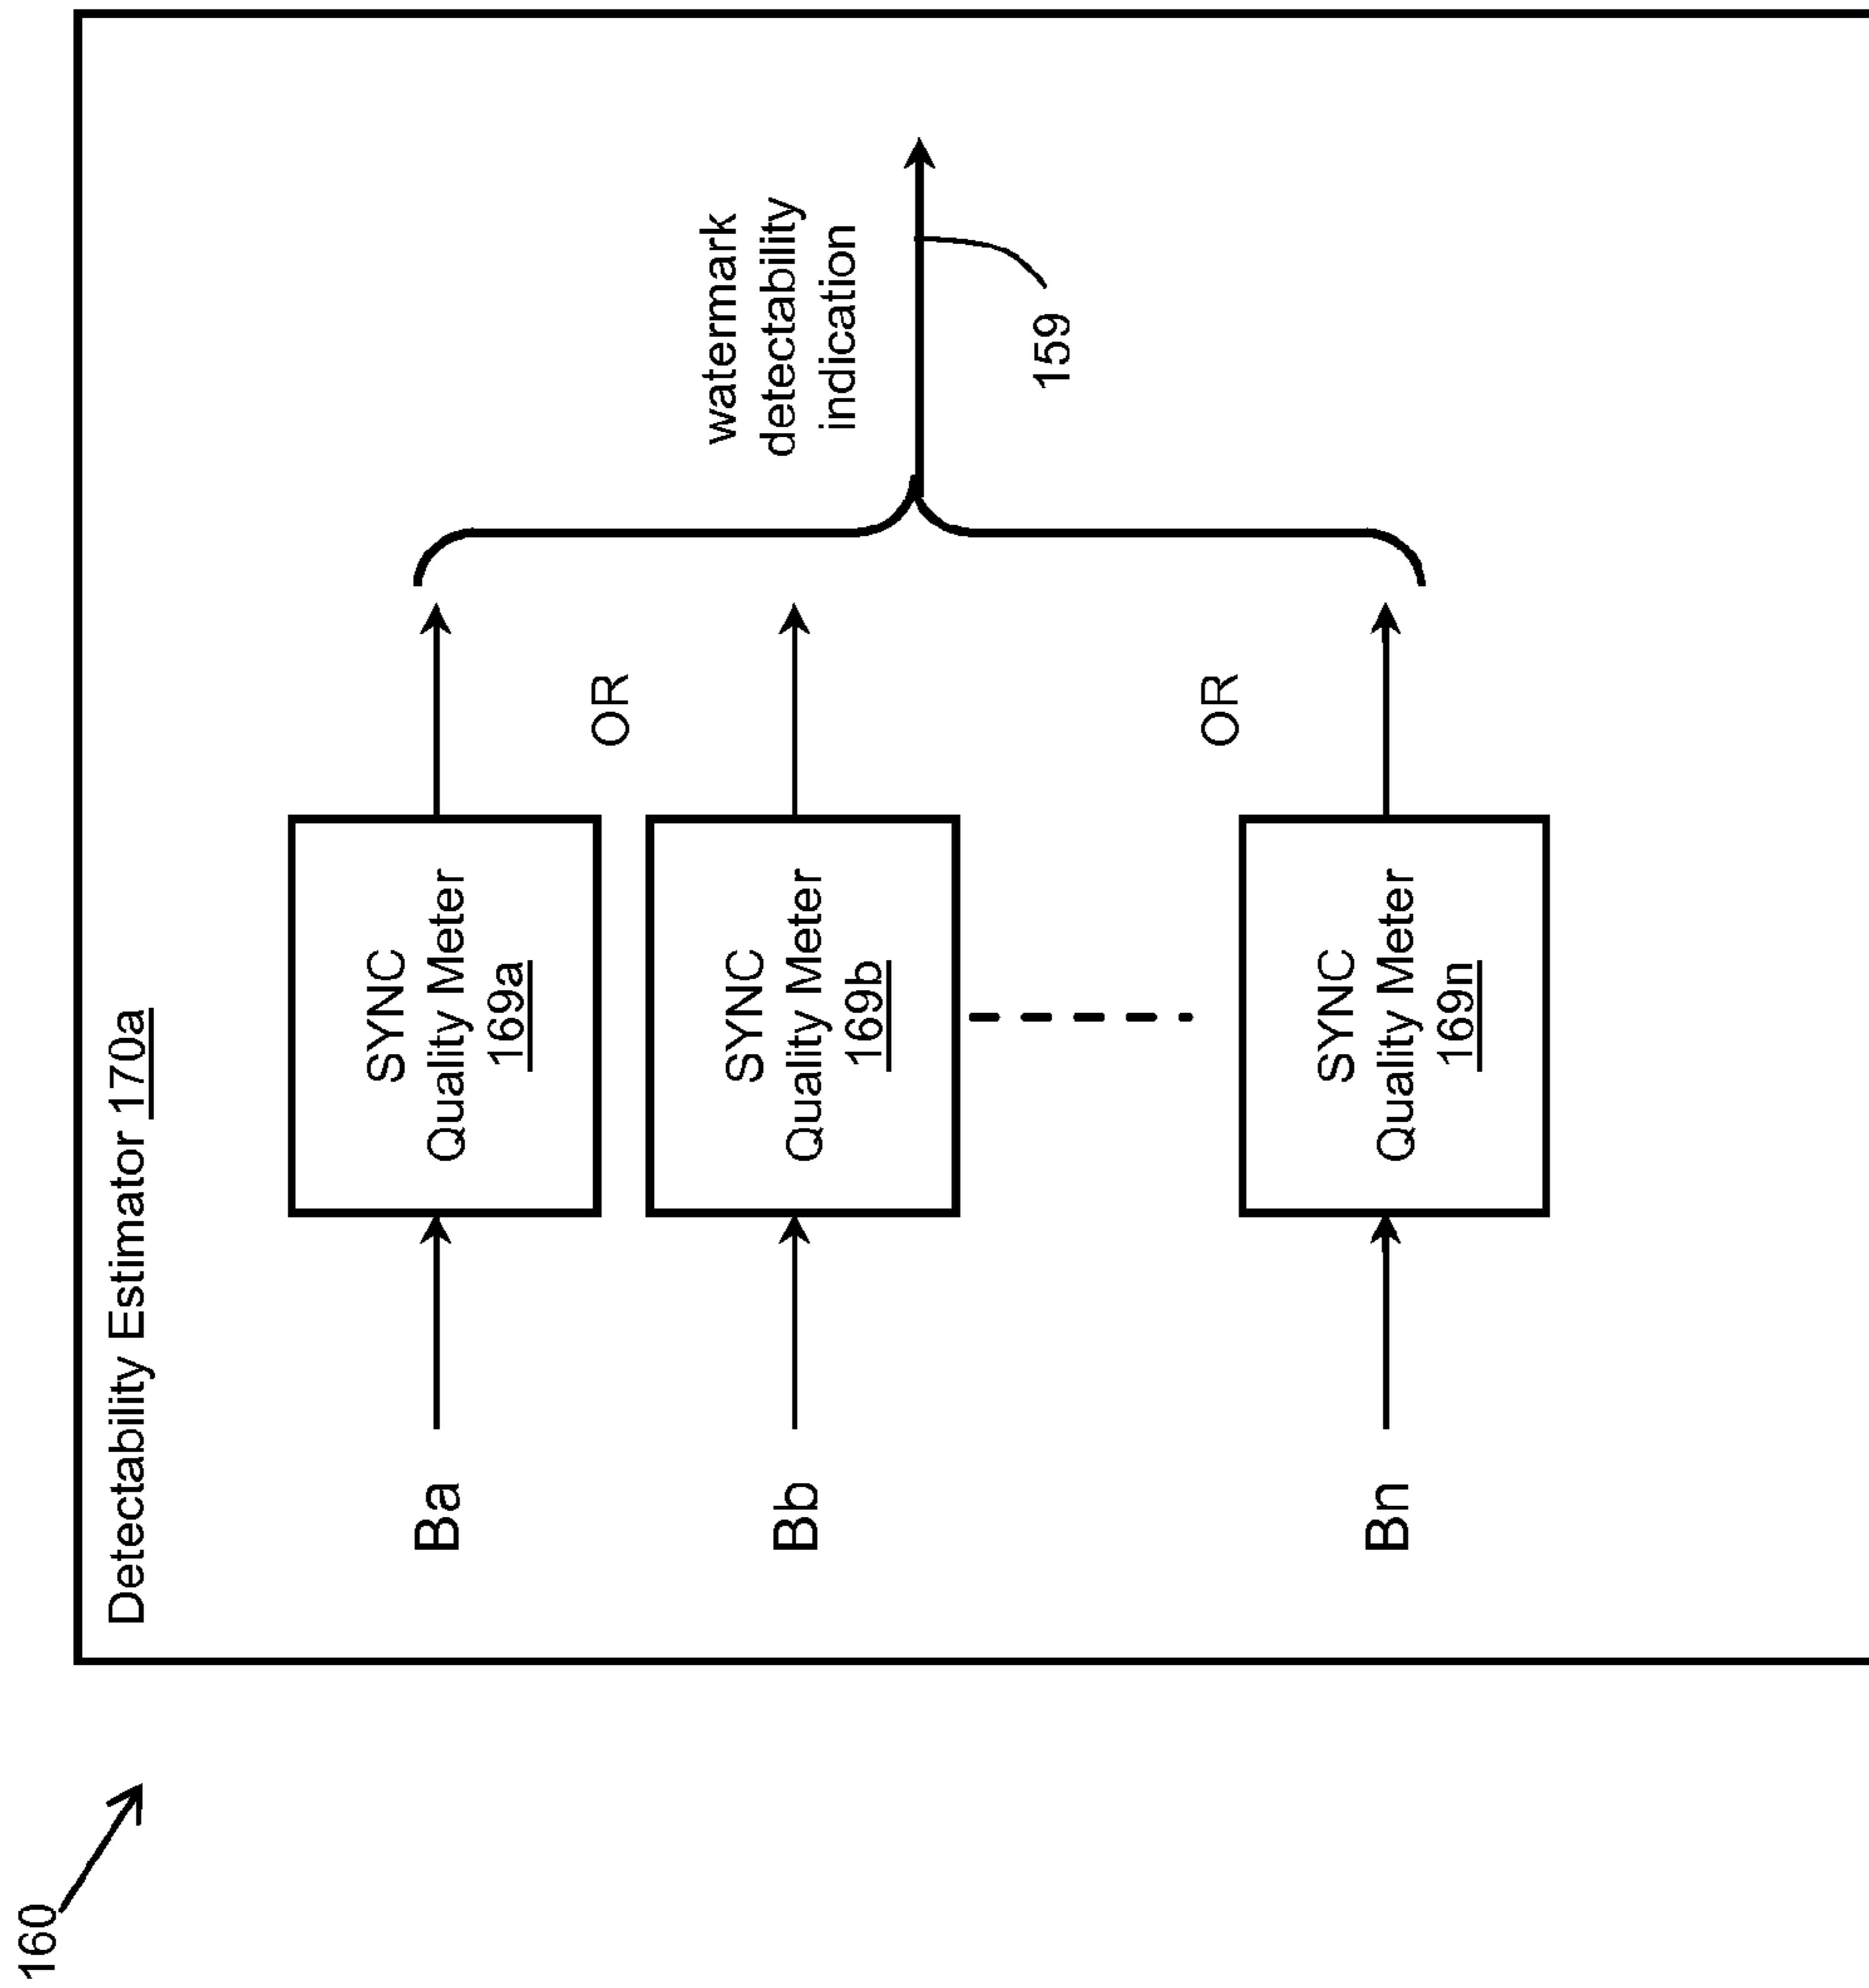 160
Detectability Estimator 170a
Ba
SYNC
Quality Meter
169a
OR
Bb
SYNC
Quality Meter
169b
watermark
detectability
indication
159
OR
Bn
SYNC
Quality Meter
169n